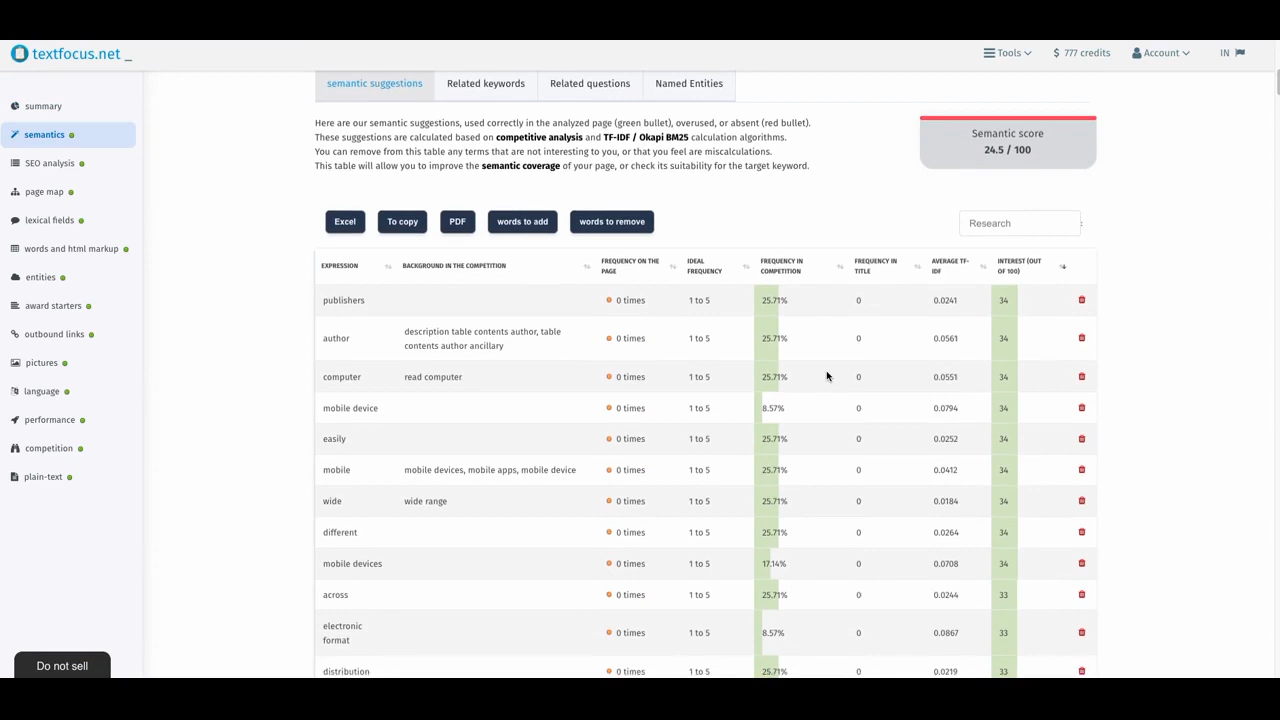 textfocus.net _
Tools
$ 777 credits
Account
IN
summary
semantics
SEO analysis
page map
lexical fields
words and html markup
entities
award starters
outbound links
pictures
language
performance
competition
plain-text
Do not sell
semantic suggestions
Related keywords
Related questions
Named Entities
Here are our semantic suggestions, used correctly in the analyzed page (green bullet), overused, or absent (red bullet).
These suggestions are calculated based on competitive analysis and TF-IDF / Okapi BM25 calculation algorithms.
You can remove from this table any terms that are not interesting to you, or that you feel are miscalculations.
This table will allow you to improve the semantic coverage of your page, or check its suitability for the target keyword.
Semantic score
24.5 / 100
Excel
To copy
PDF
words to add
words to remove
Research
EXPRESSION BACKGROUND IN THE COMPETITION FREQUENCY ON THE PAGE IDEAL FREQUENCY FREQUENCY IN COMPETITION FREQUENCY IN TITLE AVERAGE TF-IDF INTEREST (OUT OF 100)
publishers 0 times 1 to 5 25.71% 0 0.0241 34
author description table contents author, table contents author ancillary 0 times 1 to 5 25.71% 0 0.0561 34
computer read computer 0 times 1 to 5 25.71% 0 0.0551 34
mobile device 0 times 1 to 5 8.57% 0 0.0794 34
easily 0 times 1 to 5 25.71% 0 0.0252 34
mobile mobile devices, mobile apps, mobile device 0 times 1 to 5 25.71% 0 0.0412 34
wide wide range 0 times 1 to 5 25.71% 0 0.0184 34
different 0 times 1 to 5 25.71% 0 0.0264 34
mobile devices 0 times 1 to 5 17.14% 0 0.0708 34
across 0 times 1 to 5 25.71% 0 0.0244 33
electronic format 0 times 1 to 5 8.57% 0 0.0867 33
distribution 0 times 1 to 5 25.71% 0 0.0219 33